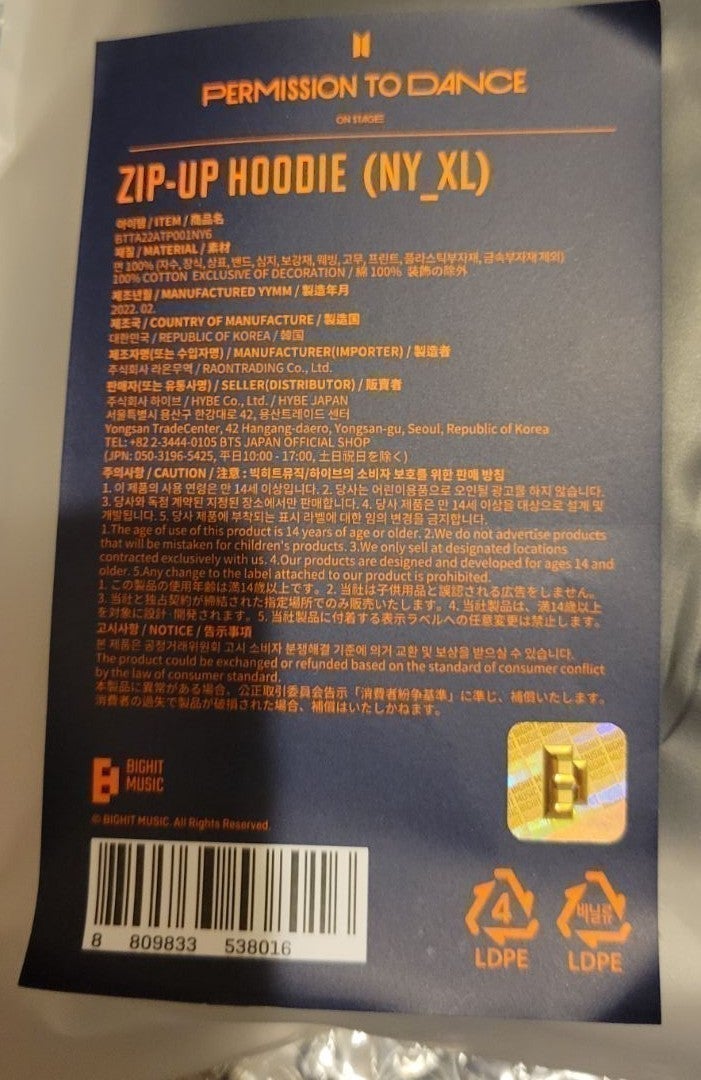 PERMISSION TO DANCE
ON STAGE
ZIP-UP HOODIE (NY_XL)
아이템 / ITEM / 商品名
BTTA22ATP001NY6
재질 / MATERIAL / 素材
면 100% (자수, 장식, 상표, 밴드, 심지, 보강재, 웨빙, 고무, 프린트, 플라스틱부자재, 금속부자재 제외)
100% COTTON EXCLUSIVE OF DECORATION / 綿 100% 装飾の除外
제조년월 / MANUFACTURED YYMM / 製造年月
2022. 02.
제조국 / COUNTRY OF MANUFACTURE / 製造国
대한민국 / REPUBLIC OF KOREA / 韓国
제조자명(또는 수입자명) / MANUFACTURER(IMPORTER) / 製造者
주식회사 라온무역 / RAONTRADING Co., Ltd.
판매자(또는 유통사명) / SELLER(DISTRIBUTOR) / 販賣者
주식회사 하이브 / HYBE Co., Ltd. / HYBE JAPAN
서울특별시 용산구 한강대로 42, 용산트레이드 센터
Yongsan TradeCenter, 42 Hangang-daero, Yongsan-gu, Seoul, Republic of Korea
TEL: +82 2-3444-0105 BTS JAPAN OFFICIAL SHOP
(JPN: 050-3196-5425, 平日10:00 - 17:00, 土日祝日を除く)
주의사항 / CAUTION / 注意 : 빅히트뮤직/하이브의 소비자 보호를 위한 판매 방침
1. 이 제품의 사용 연령은 만 14세 이상입니다. 2. 당사는 어린이용품으로 오인될 광고를 하지 않습니다.
3. 당사와 독점 계약된 지정된 장소에서만 판매합니다. 4. 당사 제품은 만 14세 이상을 대상으로 설계 및
개발됩니다. 5. 당사 제품에 부착되는 표시 라벨에 대한 임의 변경을 금지합니다.
1.The age of use of this product is 14 years of age or older. 2.We do not advertise products
that will be mistaken for children's products. 3.We only sell at designated locations
contracted exclusively with us. 4.Our products are designed and developed for ages 14 and
older. 5.Any change to the label attached to our product is prohibited.
1. この製品の使用年齢は満14歳以上です。2. 当社は子供用品と誤認される広告をしません。
3. 当社と独占契約が締結された指定場所でのみ販売いたします。4. 当社製品は、満14歳以上
を対象に設計・開発されます。5. 当社製品に付着する表示ラベルへの任意変更は禁止します。
고시사항 / NOTICE / 告示事項
본 제품은 공정거래위원회 고시 소비자 분쟁해결 기준에 의거 교환 및 보상을 받으실 수 있습니다.
The product could be exchanged or refunded based on the standard of consumer conflict
by the law of consumer standard.
本製品に異常がある場合、公正取引委員会告示「消費者紛争基準」に準じ、補償いたします。
消費者の過失で製品が破損された場合、補償はいたしかねます。
BIGHIT
MUSIC
© BIGHIT MUSIC. All Rights Reserved.
8 809833 538016
4
LDPE
비닐류
LDPE